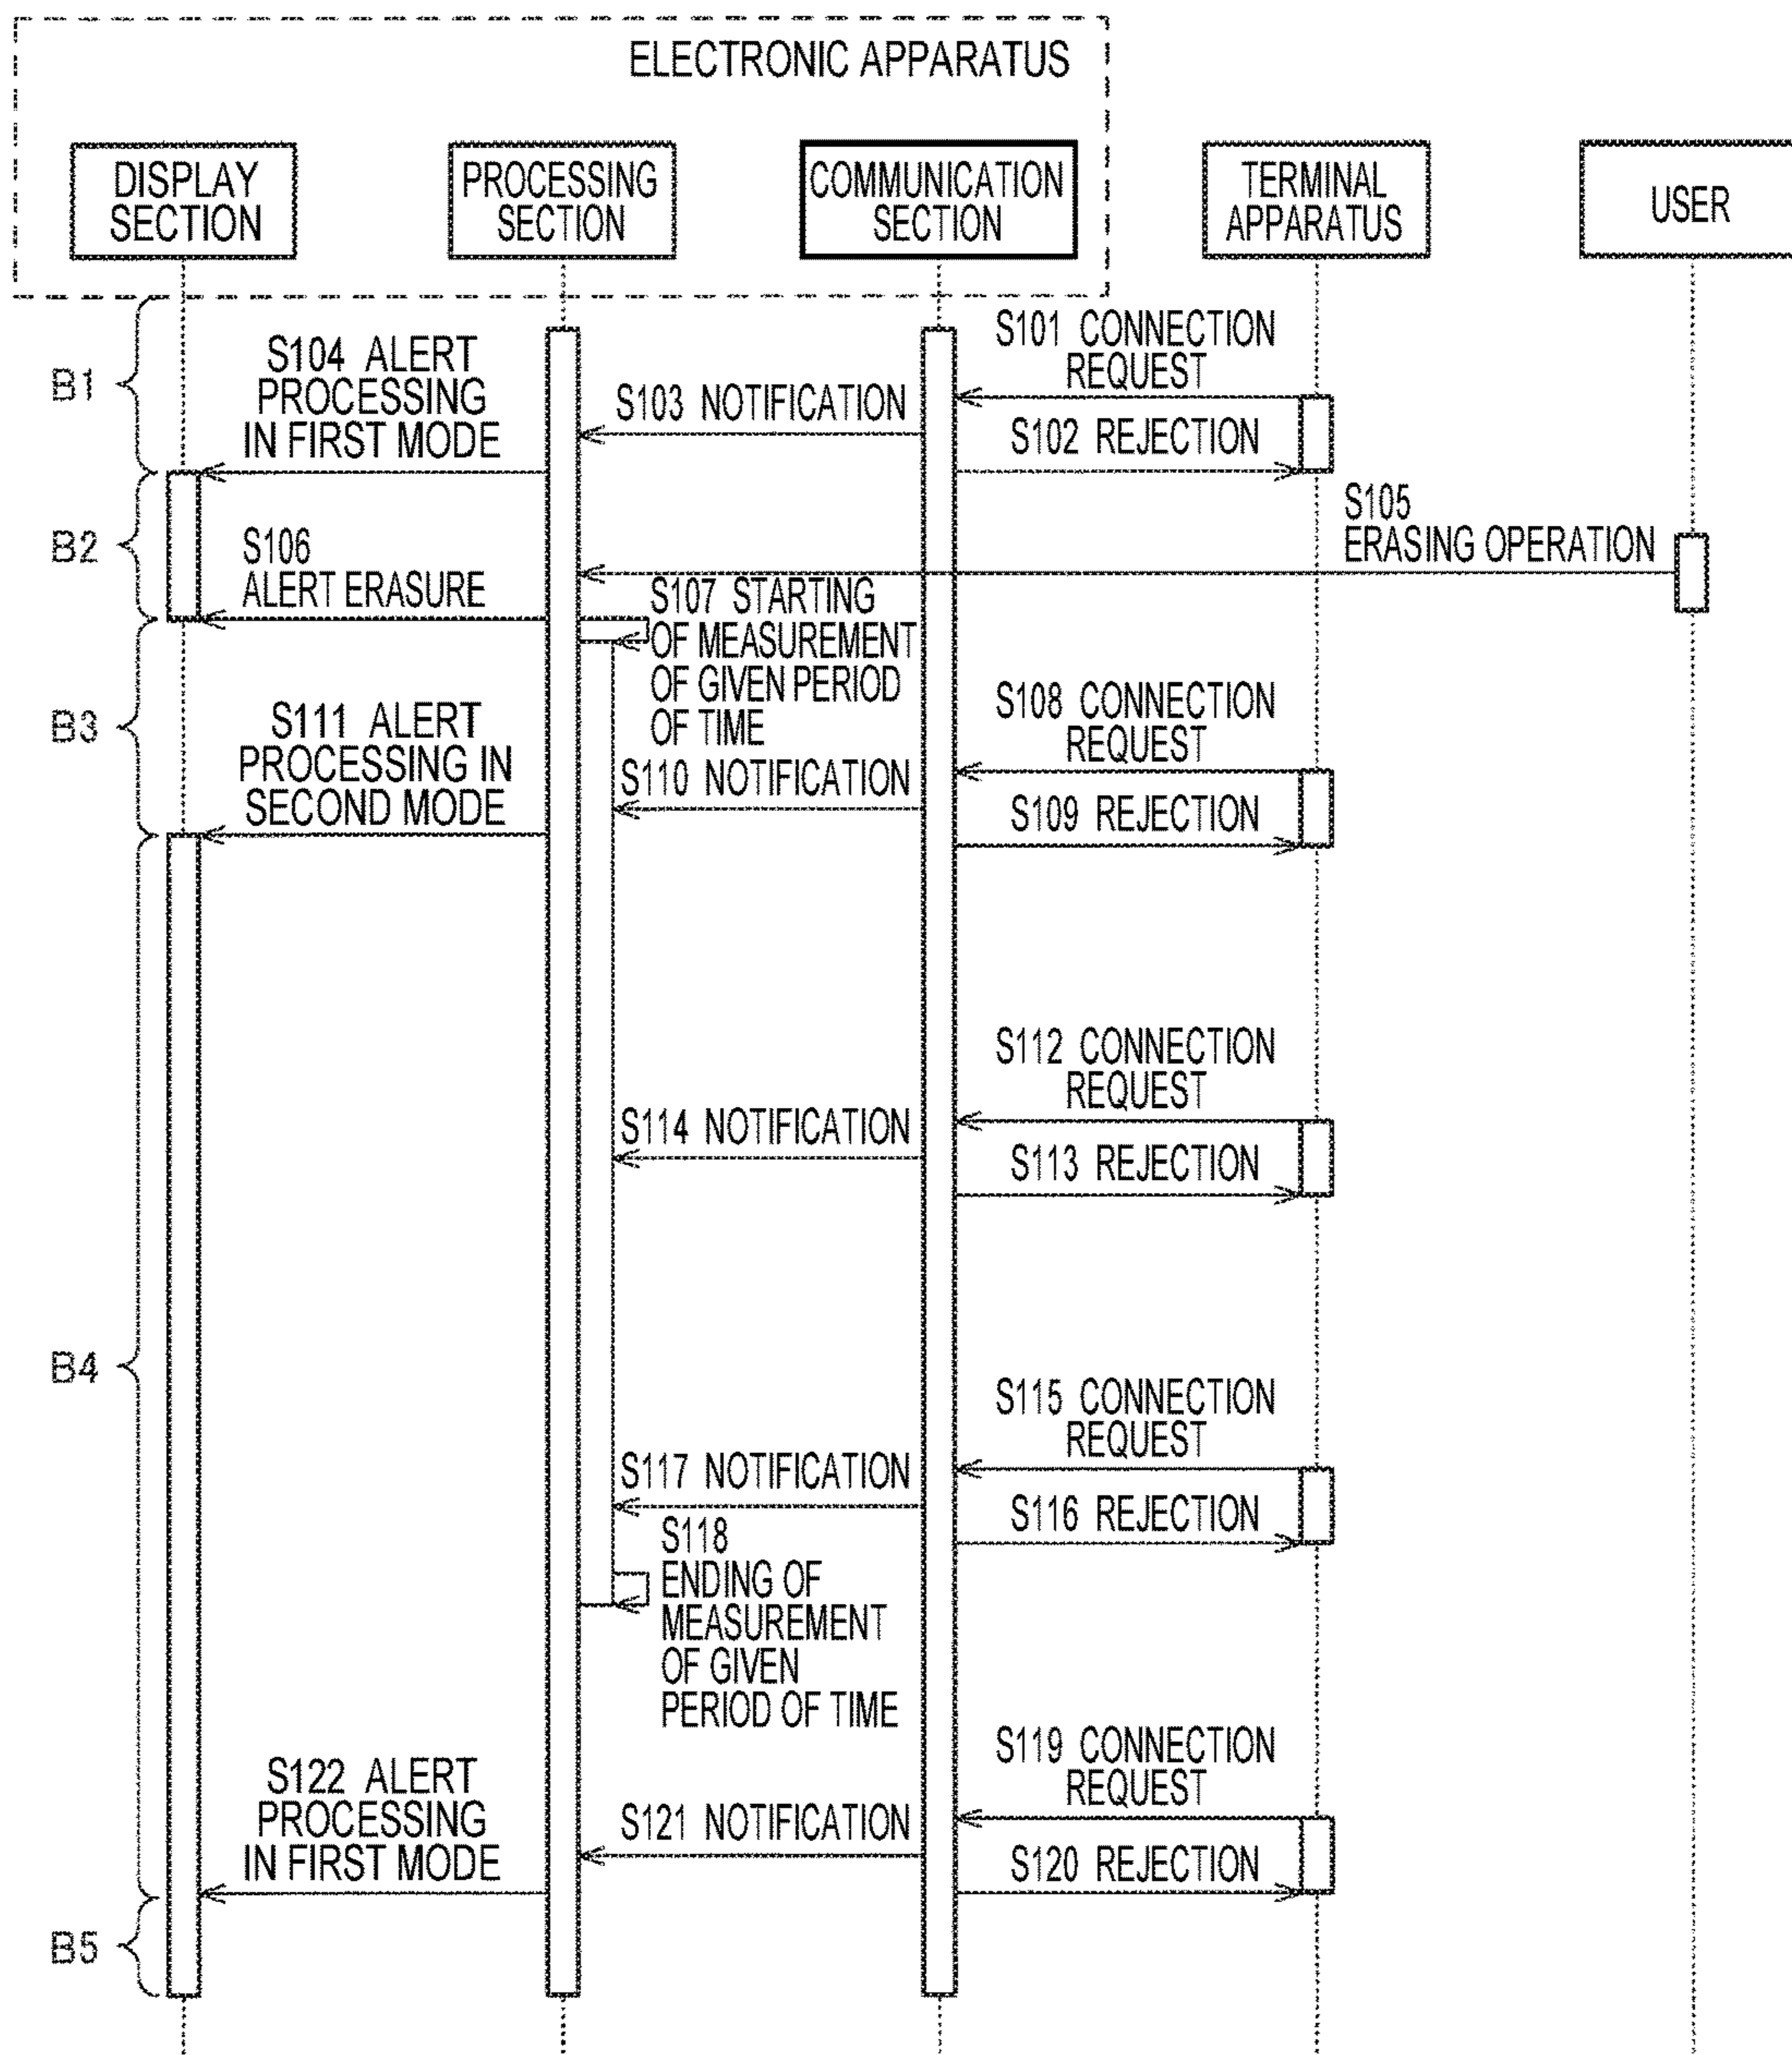 ELECTRONIC APPARATUS
DISPLAY
SECTION
PROCESSING
SECTION
COMMUNICATION
SECTION
TERMINAL
APPARATUS
USER
B1
S104 ALERT
PROCESSING
IN FIRST MODE
S103 NOTIFICATION
S101 CONNECTION
REQUEST
S102 REJECTION
B2
S105
ERASING OPERATION
S106
ALERT ERASURE
S107 STARTING
OF MEASUREMENT
OF GIVEN PERIOD
OF TIME
B3
S111 ALERT
PROCESSING IN
SECOND MODE
S110 NOTIFICATION
S108 CONNECTION
REQUEST
S109 REJECTION
S112 CONNECTION
REQUEST
S114 NOTIFICATION
S113 REJECTION
B4
S115 CONNECTION
REQUEST
S117 NOTIFICATION
S116 REJECTION
S118
ENDING OF
MEASUREMENT
OF GIVEN
PERIOD OF TIME
S119 CONNECTION
REQUEST
S122 ALERT
PROCESSING
IN FIRST MODE
S121 NOTIFICATION
S120 REJECTION
B5